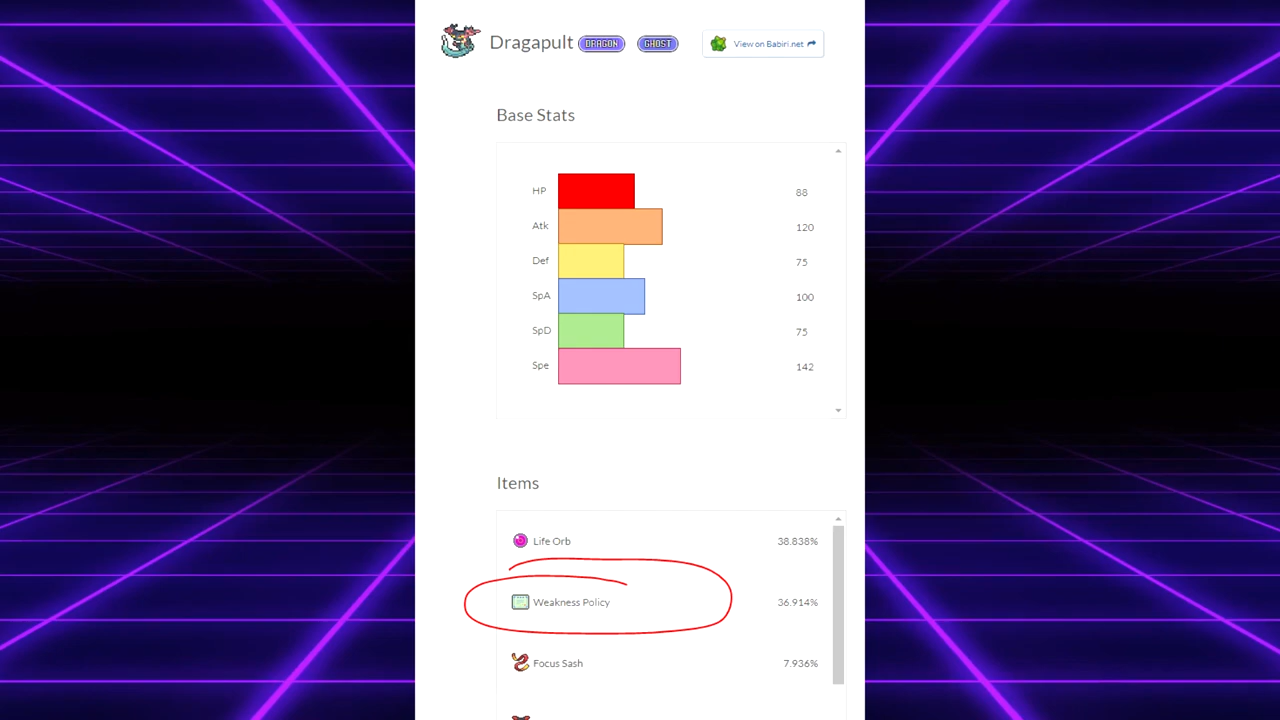 Dragapult DRAGON GHOST View on Babiri.net
Base Stats
HP 88
Atk 120
Def 75
SpA 100
SpD 75
Spe 142
Items
Life Orb 38.838%
Weakness Policy 36.914%
Focus Sash 7.936%